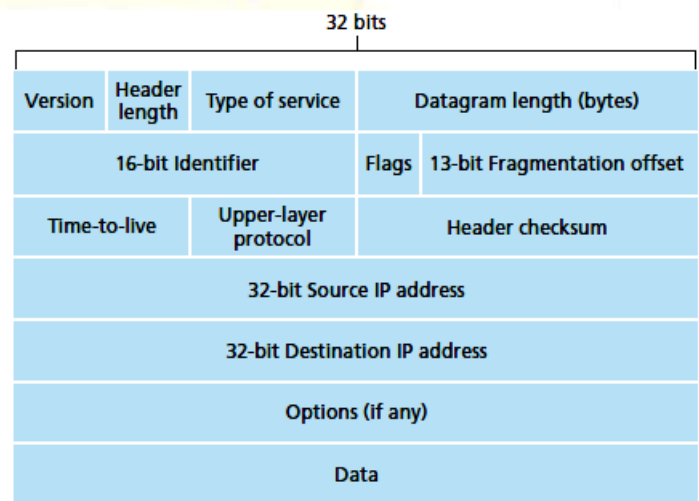 32 bits
Version Header length Type of service Datagram length (bytes)
16-bit Identifier Flags 13-bit Fragmentation offset
Time-to-live Upper-layer protocol Header checksum
32-bit Source IP address
32-bit Destination IP address
Options (if any)
Data